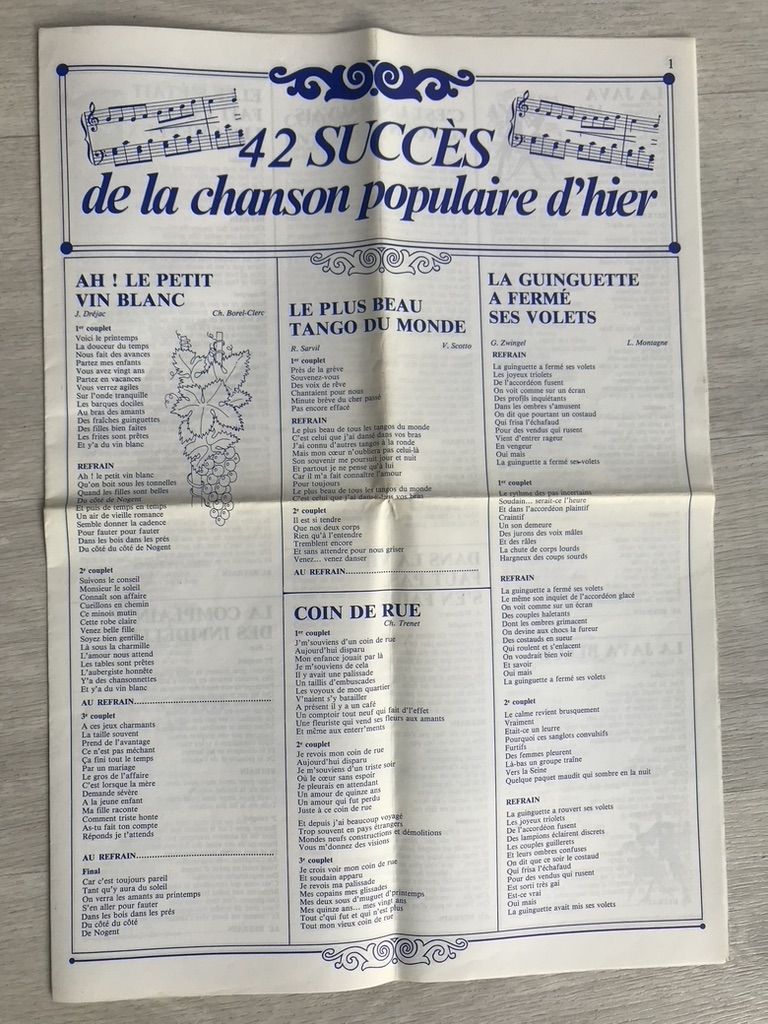 1
42 SUCCÈS
de la chanson populaire d'hier
AH ! LE PETIT
VIN BLANC
J. Dréjac Ch. Borel-Clerc
1er couplet
Voici le printemps
La douceur du temps
Nous fait des avances
Partez mes enfants
Vous avez vingt ans
Partez en vacances
Vous verrez agiles
Sur l'onde tranquille
Les barques dociles
Au bras des amants
Des fraîches guinguettes
Des filles bien faites
Les frites sont prêtes
Et y'a du vin blanc
REFRAIN
Ah ! le petit vin blanc
Qu'on boit sous les tonnelles
Quand les filles sont belles
Du côté de Nogent
Et puis de temps en temps
Un air de vieille romance
Semble donner la cadence
Pour fauter pour fauter
Dans les bois dans les prés
Du côté du côté de Nogent
2e couplet
Suivons le conseil
Monsieur le soleil
Connaît son affaire
Cueillons en chemin
Ce minois mutin
Cette robe claire
Venez belle fille
Soyez bien gentille
Là sous la charmille
L'amour nous attend
Les tables sont prêtes
L'aubergiste honnête
Y'a des chansonnettes
Et y'a du vin blanc
AU REFRAIN
3e couplet
A ces jeux charmants
La taille souvent
Prend de l'avantage
Ce n'est pas méchant
Ça fini tout le temps
Par un mariage
Le gros de l'affaire
C'est lorsque la mère
Demande sévère
A la jeune enfant
Ma fille raconte
Comment triste honte
As-tu fait ton compte
Réponds je t'attends
AU REFRAIN
Final
Car c'est toujours pareil
Tant qu'y aura du soleil
On verra les amants au printemps
S'en aller pour fauter
Dans les bois dans les prés
Du côté du côté
De Nogent
LE PLUS BEAU
TANGO DU MONDE
R. Sarvil V. Scotto
1er couplet
Près de la grève
Souvenez-vous
Des voix de rêve
Chantaient pour nous
Minute brève du cher passé
Pas encore effacé
REFRAIN
Le plus beau de tous les tangos du monde
C'est celui que j'ai dansé dans vos bras
J'ai connu d'autres tangos à la ronde
Mais mon cœur n'oubliera pas celui-là
Son souvenir me poursuit jour et nuit
Et partout je ne pense qu'à lui
Car il m'a fait connaître l'amour
Pour toujours
Le plus beau de tous les tangos du monde
C'est celui que j'ai dansé dans vos bras
2e couplet
Il est si tendre
Que nos deux corps
Rien qu'à l'entendre
Tremblent encore
Et sans attendre pour nous griser
Venez... venez danser
AU REFRAIN
COIN DE RUE
Ch. Trenet
1er couplet
J'm'souviens d'un coin de rue
Aujourd'hui disparu
Mon enfance jouait par là
Je m'souviens de cela
Il y avait une palissade
Un taillis d'embuscades
Les voyous de mon quartier
V'naient s'y batailler
A présent il y a un café
Un comptoir tout neuf qui fait d'l'effet
Une fleuriste qui vend ses fleurs aux amants
Et même aux enterr'ments
2e couplet
Je revois mon coin de rue
Aujourd'hui disparu
Je m'souviens d'un triste soir
Où le cœur sans espoir
Je pleurais en attendant
Un amour de quinze ans
Un amour qui fut perdu
Juste à ce coin de rue
Et depuis j'ai beaucoup voyagé
Trop souvent en pays étrangers
Mondes neufs constructions et démolitions
Vous m'donnez des visions
3e couplet
Je crois voir mon coin de rue
Et soudain apparu
Je revois ma palissade
Mes copains mes glissades
Mes deux sous d'muguet d'printemps
Mes quinze ans... mes vingt ans
Tout c'qui fut et qui n'est plus
Tout mon vieux coin de rue
LA GUINGUETTE
A FERMÉ
SES VOLETS
G. Zwingel L. Montagne
REFRAIN
La guinguette a fermé ses volets
Les joyeux triolets
De l'accordéon fusent
On voit comme sur un écran
Des profils inquiétants
Dans les ombres s'amusent
On dit que pourtant un costaud
Qui frisa l'échafaud
Pour des vendus qui rusent
Vient d'entrer rageur
En vengeur
Oui mais
La guinguette a fermé ses volets
1er couplet
Le rythme des pas incertains
Soudain... serait-ce l'heure
Et dans l'accordéon plaintif
Craintif
Un son demeure
Des jurons des voix mâles
Et des râles
La chute de corps lourds
Hargneux des coups sourds
REFRAIN
La guinguette a fermé ses volets
Le même son inquiet de l'accordéon glacé
On voit comme sur un écran
Des couples haletants
Dont les ombres grimacent
On devine aux chocs la fureur
Des costauds en sueur
Qui roulent et s'enlacent
On voudrait bien voir
Et savoir
Oui mais
La guinguette a fermé ses volets
2e couplet
Le calme revient brusquement
Vraiment
Etait-ce un leurre
Pourquoi ces sanglots convulsifs
Furtifs
Des femmes pleurent
Là-bas un groupe traîne
Vers la Seine
Quelque paquet maudit qui sombre en la nuit
REFRAIN
La guinguette a rouvert ses volets
Les joyeux triolets
De l'accordéon fusent
Des lampions éclairent discrets
Les couples guillerets
Et leurs ombres confuses
On dit que ce soir le costaud
Qui frisa l'échafaud
Pour des vendus qui rusent
Est sorti très gai
Est-ce vrai
Oui mais
La guinguette avait mis ses volets